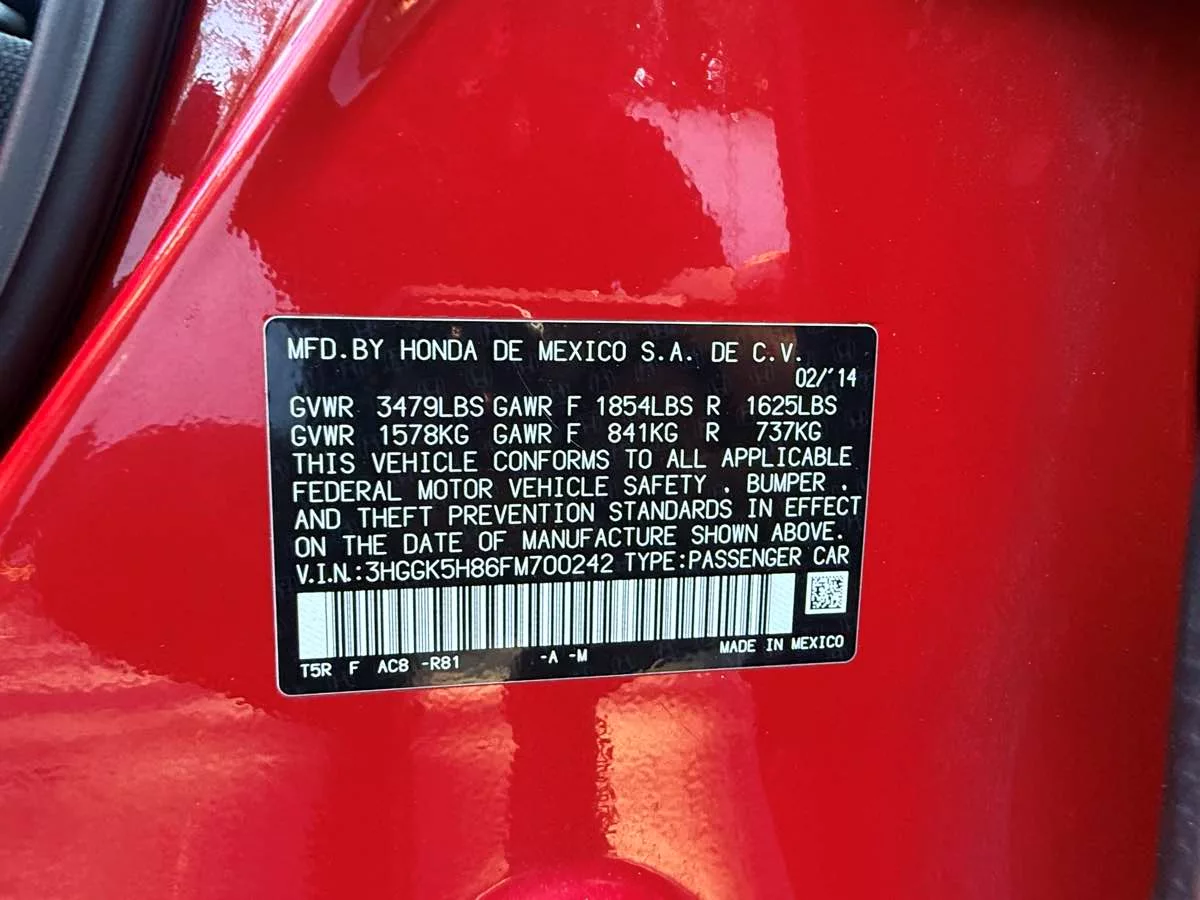 MFD.BY HONDA DE MEXICO S.A. DE C.V.
02/'14
GVWR 3479LBS GAWR F 1854LBS R 1625LBS
GVWR 1578KG GAWR F 841KG R 737KG
THIS VEHICLE CONFORMS TO ALL APPLICABLE
FEDERAL MOTOR VEHICLE SAFETY , BUMPER ,
AND THEFT PREVENTION STANDARDS IN EFFECT
ON THE DATE OF MANUFACTURE SHOWN ABOVE.
V.I.N.:3HGGK5H86FM700242 TYPE:PASSENGER CAR
T5R F AC8 -R81 -A -M MADE IN MEXICO